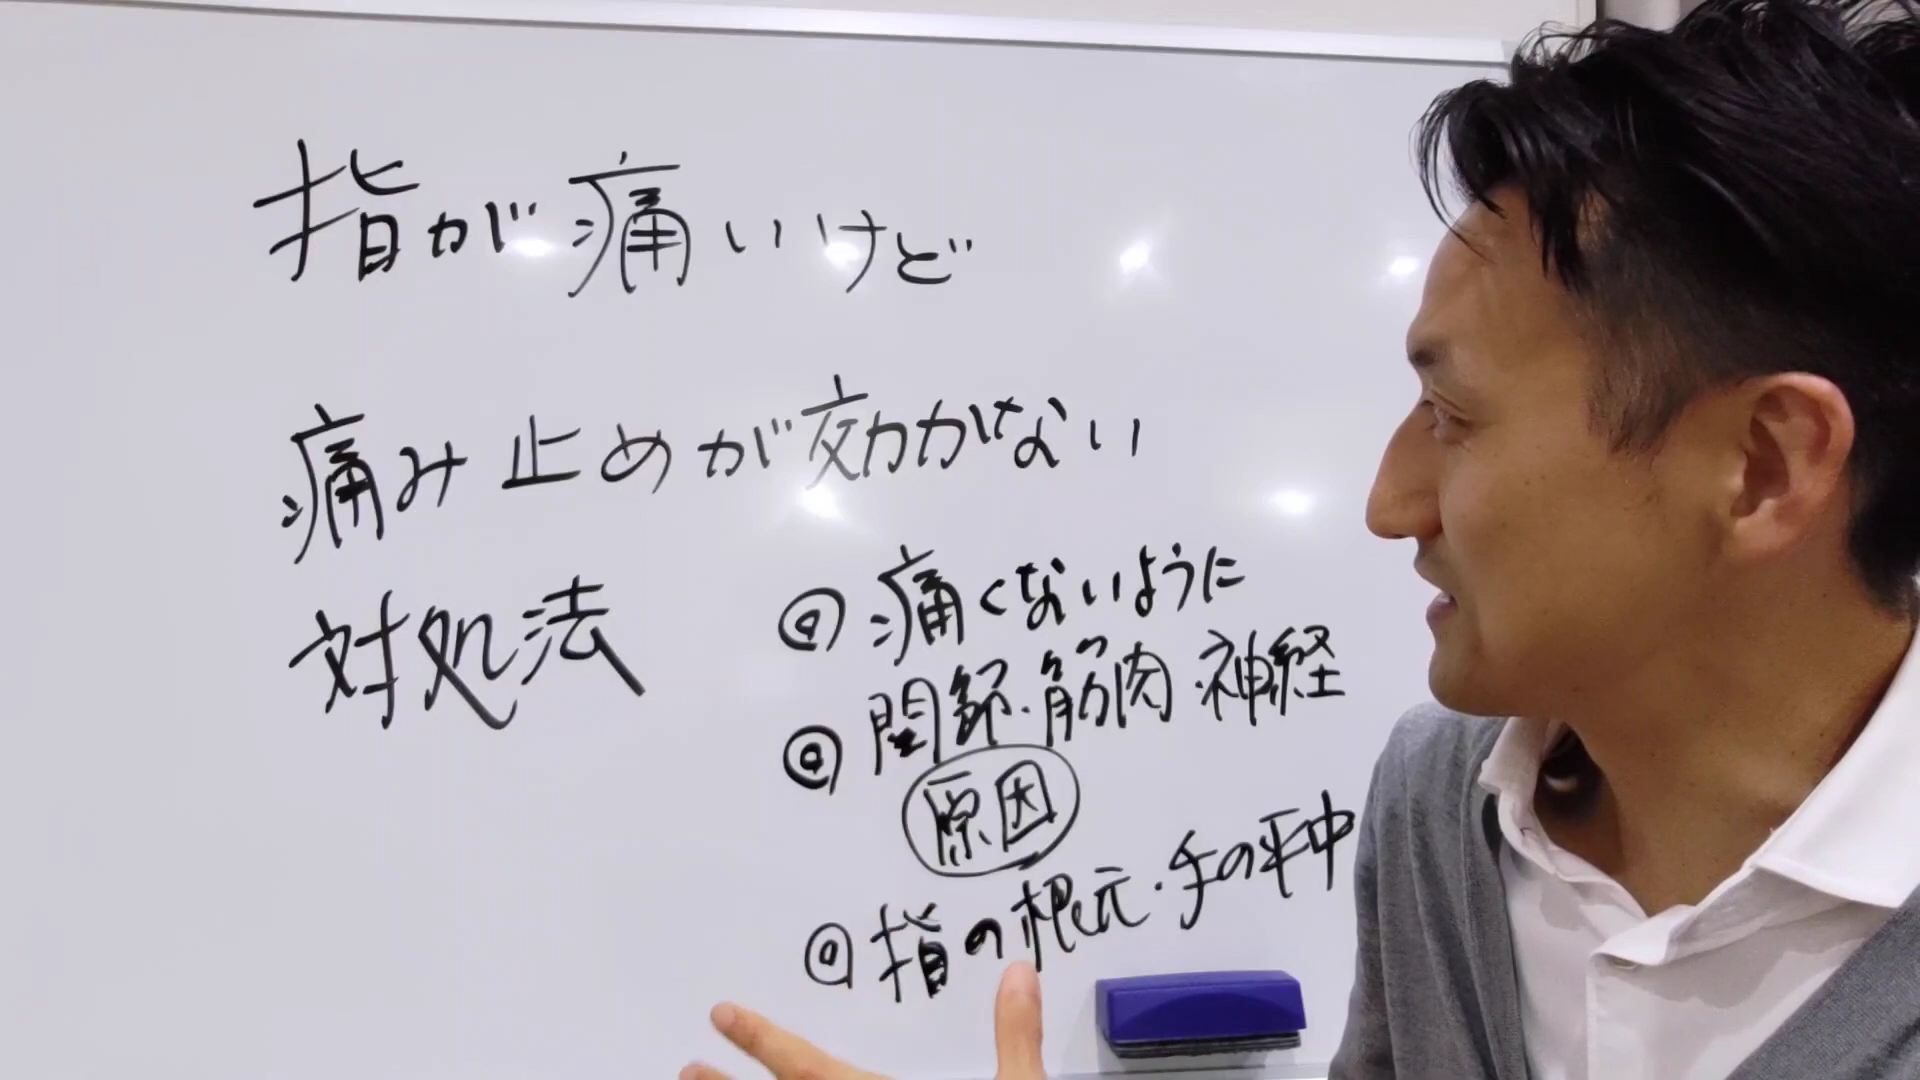 指が痛いけど
痛み止めが効かない
対処法
◎痛くないように
◎関節・筋肉・神経
原因
◎指の根元・手の平中